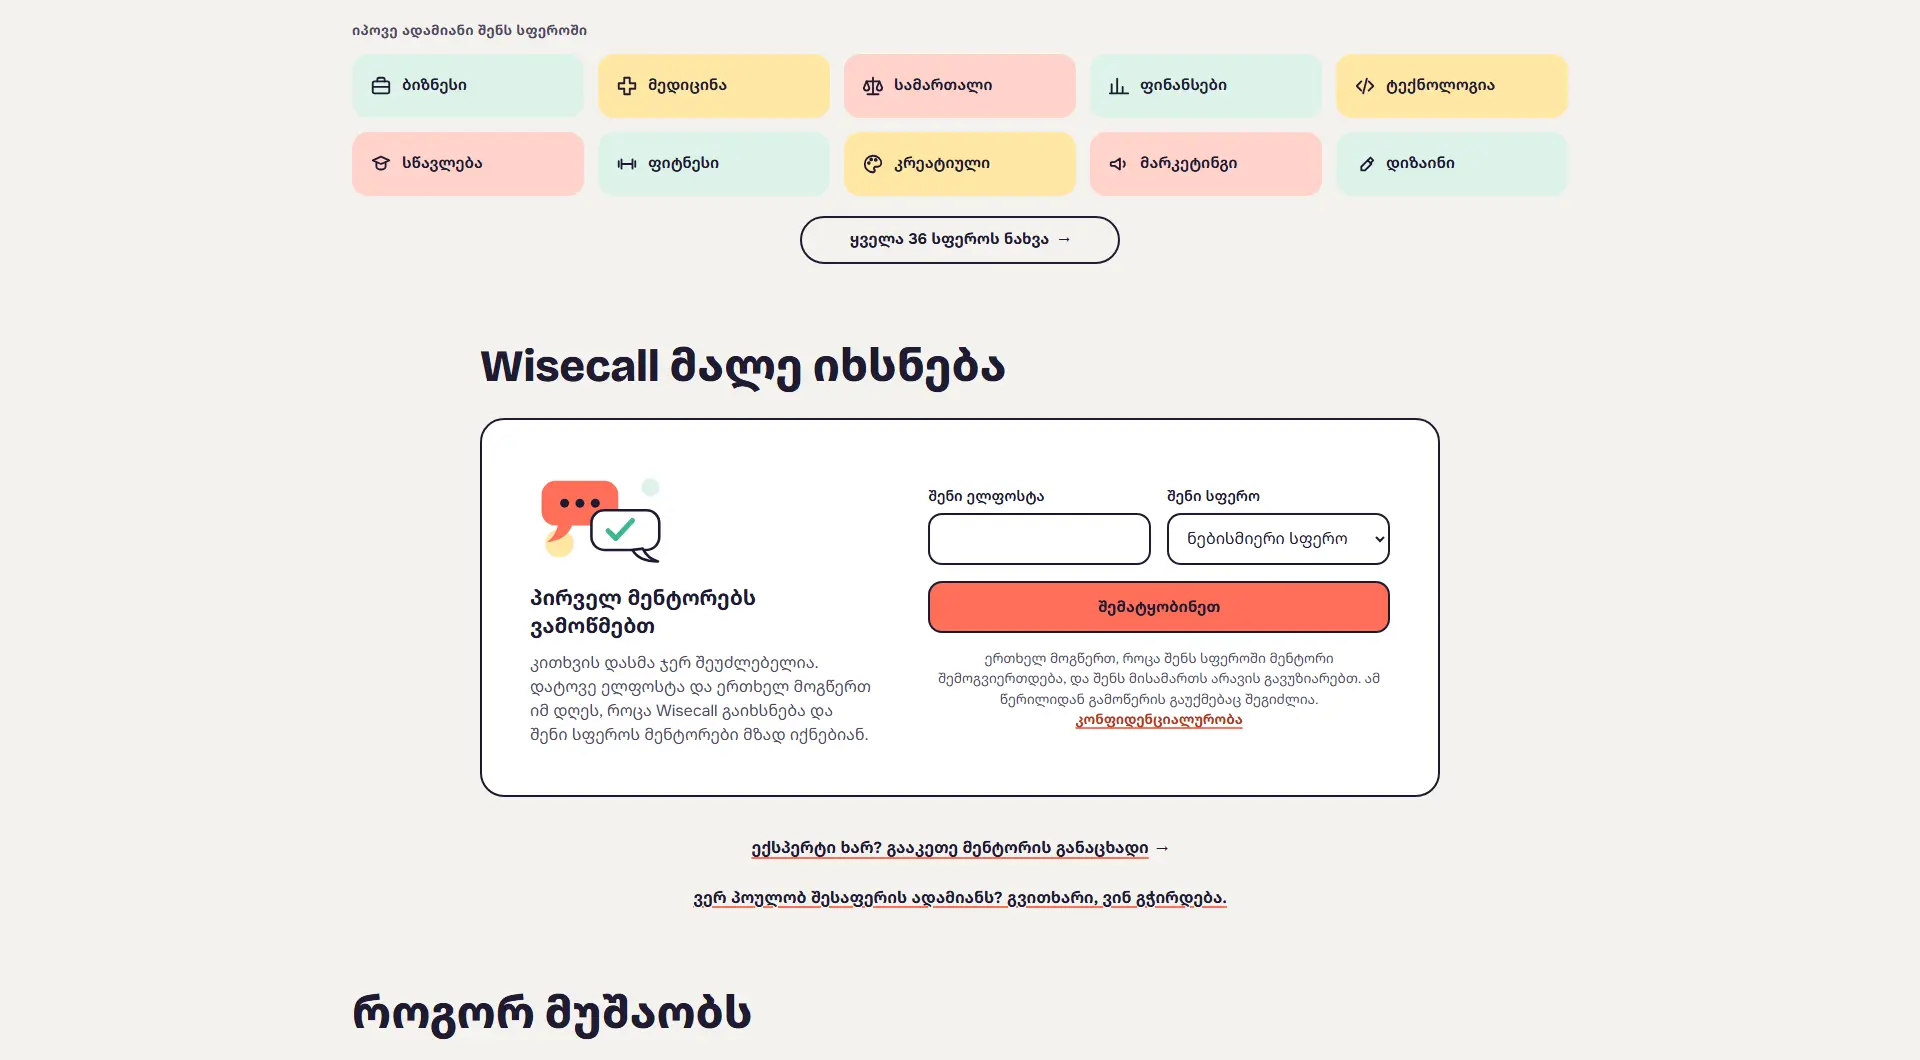 იპოვე ადამიანი შენს სფეროში
ბიზნესი
მედიცინა
სამართალი
ფინანსები
ტექნოლოგია
სწავლება
ფიტნესი
კრეატიული
მარკეტინგი
დიზაინი
ყველა 36 სფეროს ნახვა →
Wisecall მალე იხსნება
პირველ მენტორებს
ვამოწმებთ
კითხვის დასმა ჯერ შეუძლებელია.
დატოვე ელფოსტა და ერთხელ მოგწერთ
იმ დღეს, როცა Wisecall გაიხსნება და
შენი სფეროს მენტორები მზად იქნებიან.
შენი ელფოსტა
შენი სფერო
ნებისმიერი სფერო
შემატყობინეთ
ერთხელ მოგწერთ, როცა შენს სფეროში მენტორი
შემოგვიერთდება, და შენს მისამართს არავის გავუზიარებთ. ამ
წერილიდან გამოწერის გაუქმებაც შეგიძლია.
კონფიდენციალურობა
ექსპერტი ხარ? გააკეთე მენტორის განაცხადი →
ვერ პოულობ შესაფერის ადამიანს? გვითხარი, ვინ გჭირდება.
როგორ მუშაობს